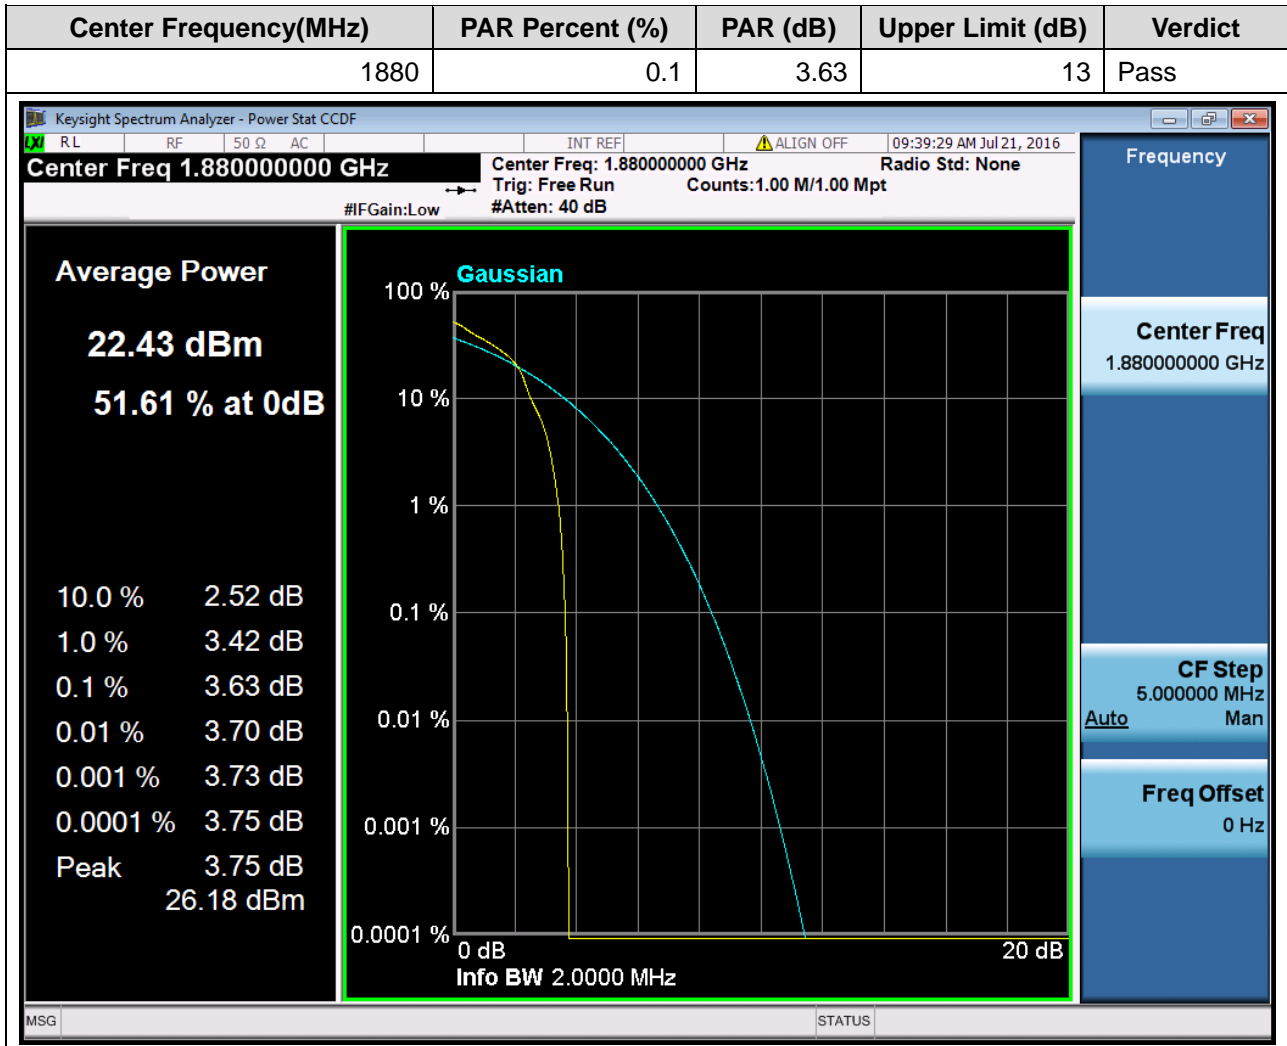 Center Frequency(MHz) PAR Percent (%) PAR (dB) Upper Limit (dB) Verdict
1880 0.1 3.63 13 Pass
Keysight Spectrum Analyzer - Power Stat CCDF
LXI RL RF 50 Ω AC INT REF ALIGN OFF 09:39:29 AM Jul 21, 2016
Center Freq 1.880000000 GHz
Center Freq: 1.880000000 GHz Radio Std: None
Trig: Free Run Counts:1.00 M/1.00 Mpt
#IFGain:Low #Atten: 40 dB
Average Power
22.43 dBm
51.61 % at 0dB
10.0 % 2.52 dB
1.0 % 3.42 dB
0.1 % 3.63 dB
0.01 % 3.70 dB
0.001 % 3.73 dB
0.0001 % 3.75 dB
Peak 3.75 dB
26.18 dBm
Gaussian
100 %
10 %
1 %
0.1 %
0.01 %
0.001 %
0.0001 %
0 dB 20 dB
Info BW 2.0000 MHz
Frequency
Center Freq
1.880000000 GHz
CF Step
5.000000 MHz
Auto Man
Freq Offset
0 Hz
MSG STATUS